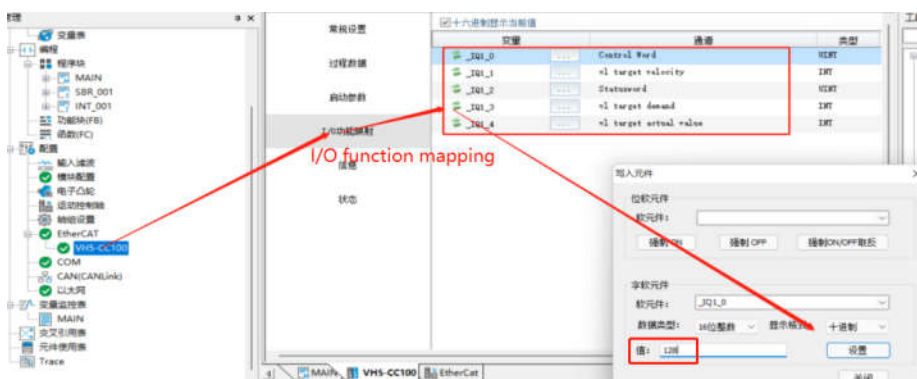 管理
变量表
编程
程序块
MAIN
SBR_001
INT_001
功能块(FB)
函数(FC)
配置
输入滤波
模块配置
电子凸轮
运动控制轴
轴组设置
EtherCAT
VH5-CC100
COM
CAN(CANLink)
以太网
变量监控表
MAIN
交叉引用表
元件使用表
Trace
常规设置
过程数据
启动参数
I/O功能映射
信息
状态
I/O function mapping
十六进制显示当前值
变量 通道 类型
_IQ1_0 ... Control Word UINT
_IQ1_1 ... vl target velocity INT
_IQ1_2 ... Statusword UINT
_IQ1_3 ... vl target demand INT
_IQ1_4 ... vl target actual value INT
写入元件
位软元件
软元件：
强制ON 强制OFF 强制ON/OFF取反
字软元件
软元件： _IQ1_0
数据类型： 16位整数 显示格式： 十进制
值： 128 设置
关闭
MAIN VH5-CC100 EtherCat